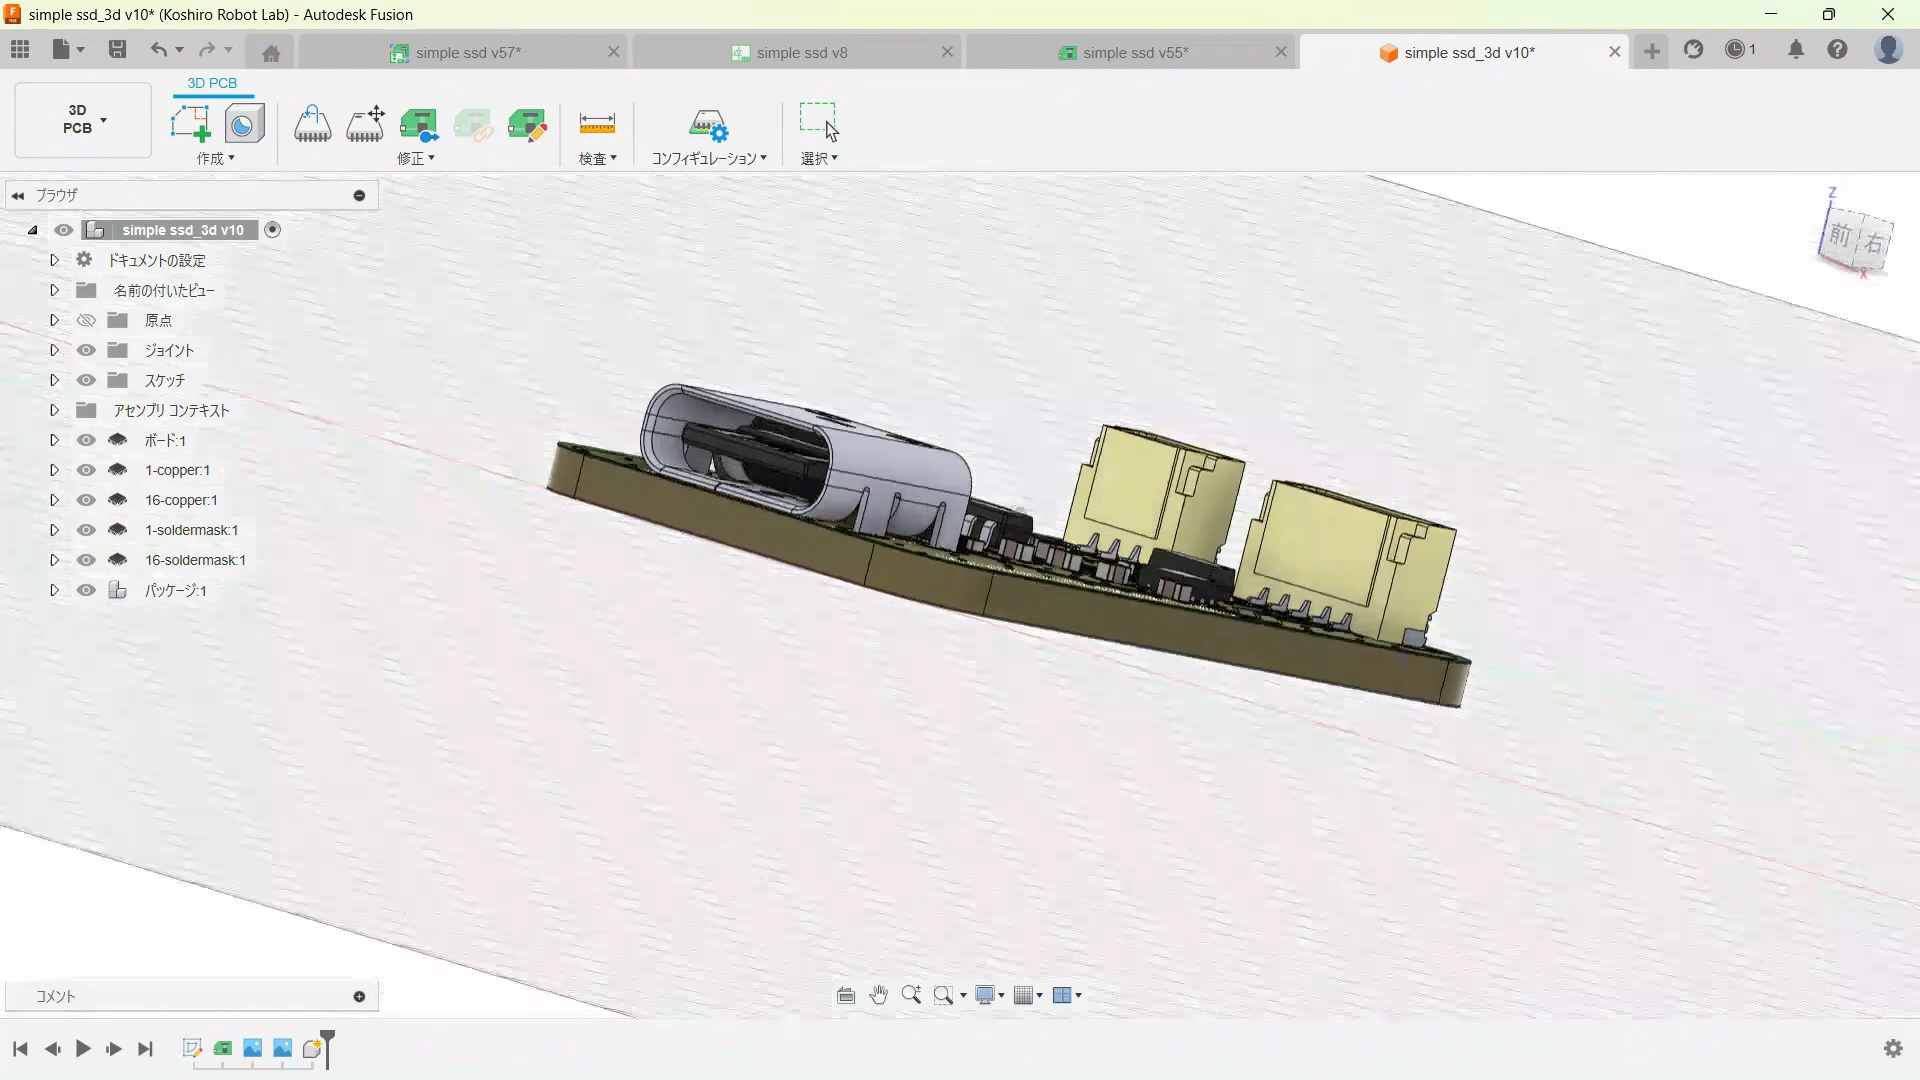 simple ssd_3d v10* (Koshiro Robot Lab) - Autodesk Fusion
simple ssd v57*
simple ssd v8
simple ssd v55*
simple ssd_3d v10*
1
3D PCB
3D
PCB
作成
修正
検査
コンフィギュレーション
選択
ブラウザ
simple ssd_3d v10
ドキュメントの設定
名前の付いたビュー
原点
ジョイント
スケッチ
アセンブリ コンテキスト
ボード:1
1-copper:1
16-copper:1
1-soldermask:1
16-soldermask:1
パッケージ:1
Z
前
右
X
コメント